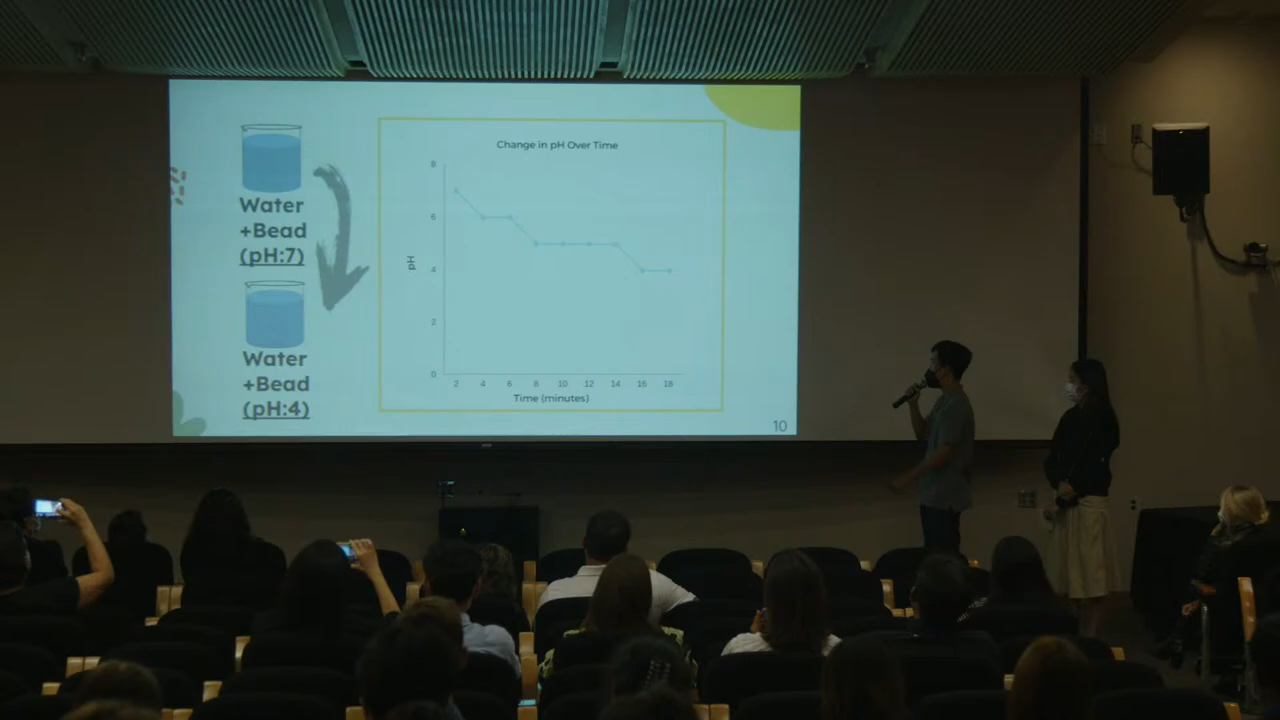 Water
+Bead
(pH:7)
Water
+Bead
(pH:4)
Change in pH Over Time
8
6
4
2
0
pH
2 4 6 8 10 12 14 16 18
Time (minutes)
10